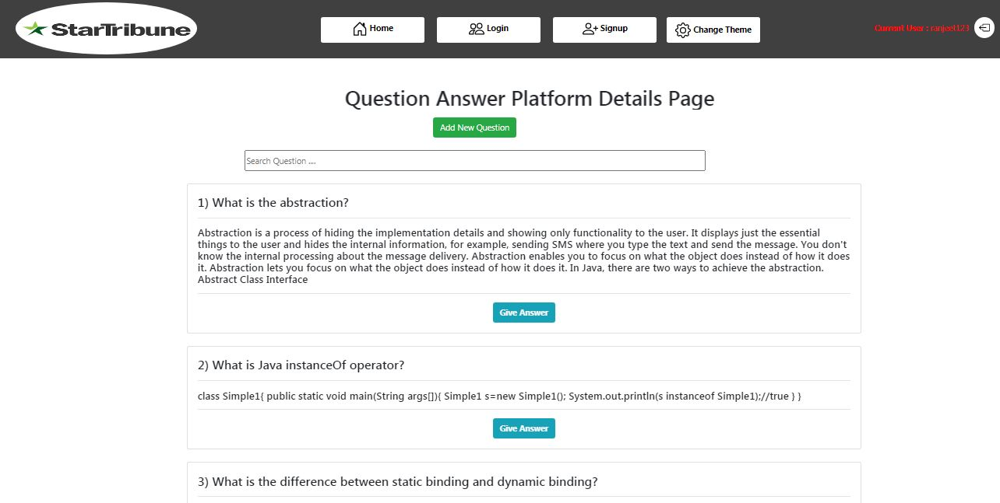 StarTribune
Home
Login
Signup
Change Theme
Current User : ranjeet123
Question Answer Platform Details Page
Add New Question
Search Question ....
1) What is the abstraction?
Abstraction is a process of hiding the implementation details and showing only functionality to the user. It displays just the essential
things to the user and hides the internal information, for example, sending SMS where you type the text and send the message. You don't
know the internal processing about the message delivery. Abstraction enables you to focus on what the object does instead of how it does
it. Abstraction lets you focus on what the object does instead of how it does it. In Java, there are two ways to achieve the abstraction.
Abstract Class Interface
Give Answer
2) What is Java instanceOf operator?
class Simple1{ public static void main(String args[]){ Simple1 s=new Simple1(); System.out.println(s instanceof Simple1);//true } }
Give Answer
3) What is the difference between static binding and dynamic binding?